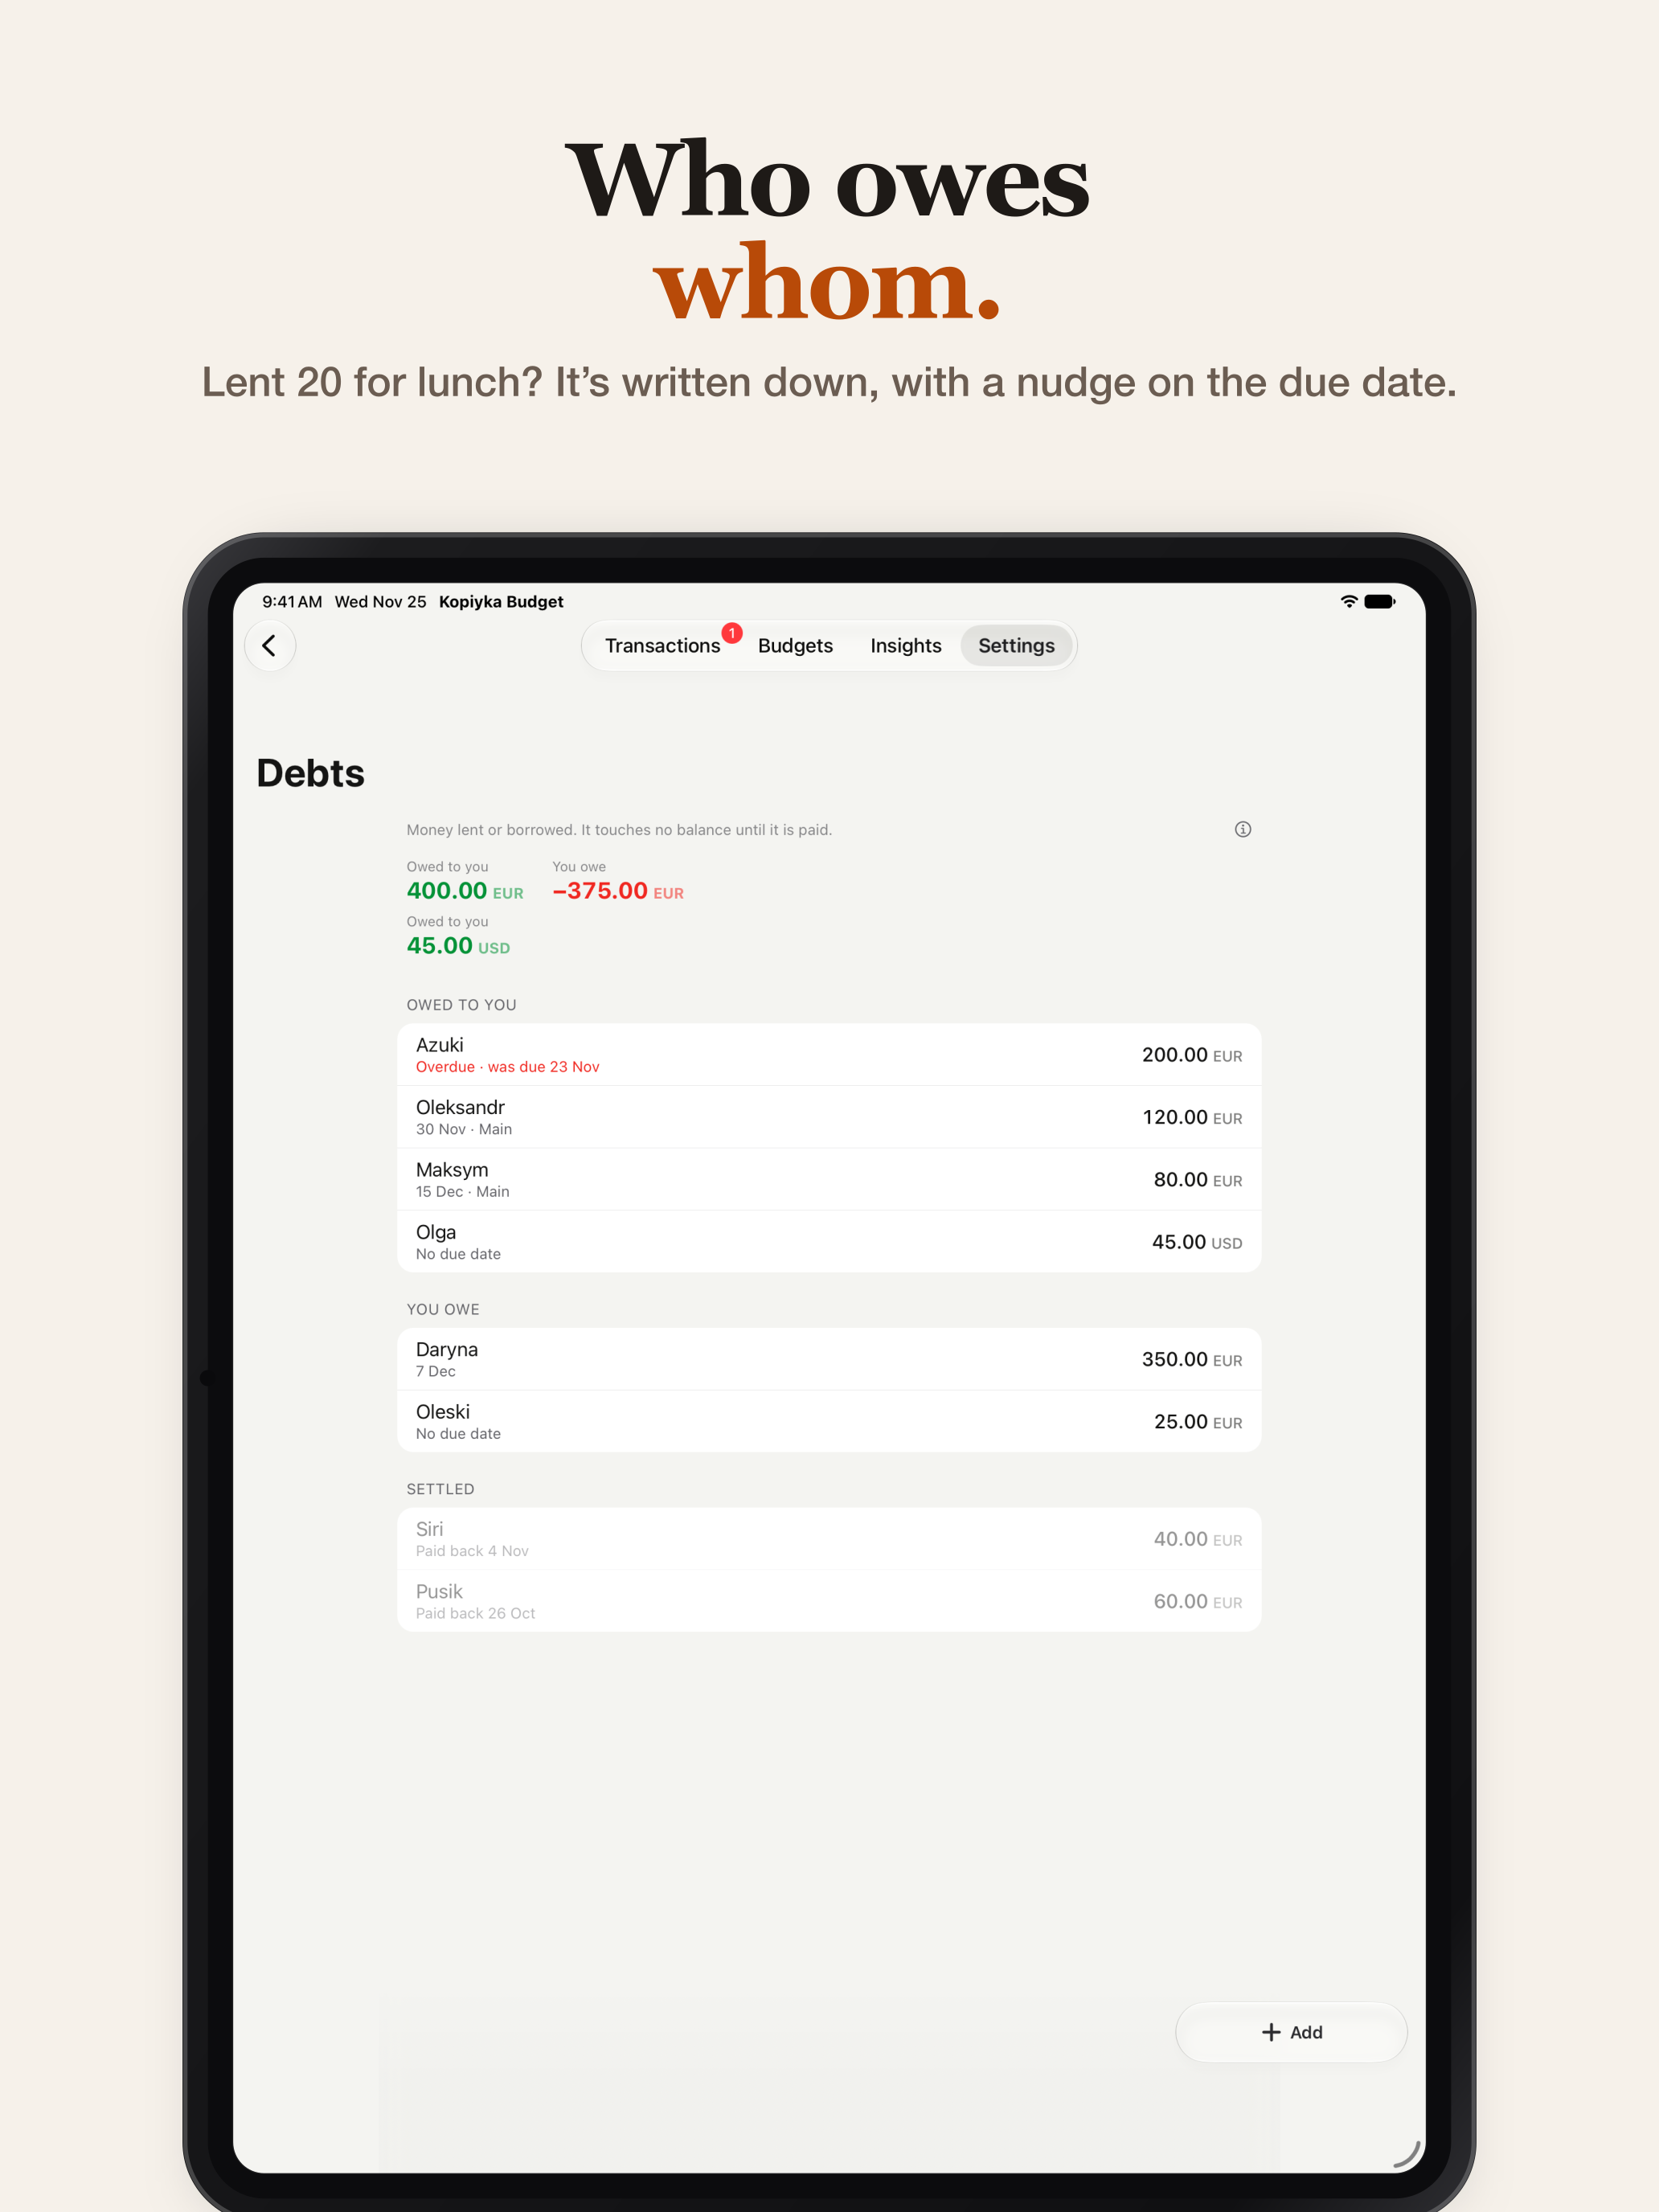 Who owes
whom.
Lent 20 for lunch? It’s written down, with a nudge on the due date.
9:41 AM Wed Nov 25 Kopiyka Budget
Transactions 1 Budgets Insights Settings
Debts
Money lent or borrowed. It touches no balance until it is paid.
Owed to you You owe
400.00 EUR –375.00 EUR
Owed to you
45.00 USD
OWED TO YOU
Azuki
Overdue · was due 23 Nov
200.00 EUR
Oleksandr
30 Nov · Main
120.00 EUR
Maksym
15 Dec · Main
80.00 EUR
Olga
No due date
45.00 USD
YOU OWE
Daryna
7 Dec
350.00 EUR
Oleski
No due date
25.00 EUR
SETTLED
Siri
Paid back 4 Nov
40.00 EUR
Pusik
Paid back 26 Oct
60.00 EUR
+ Add